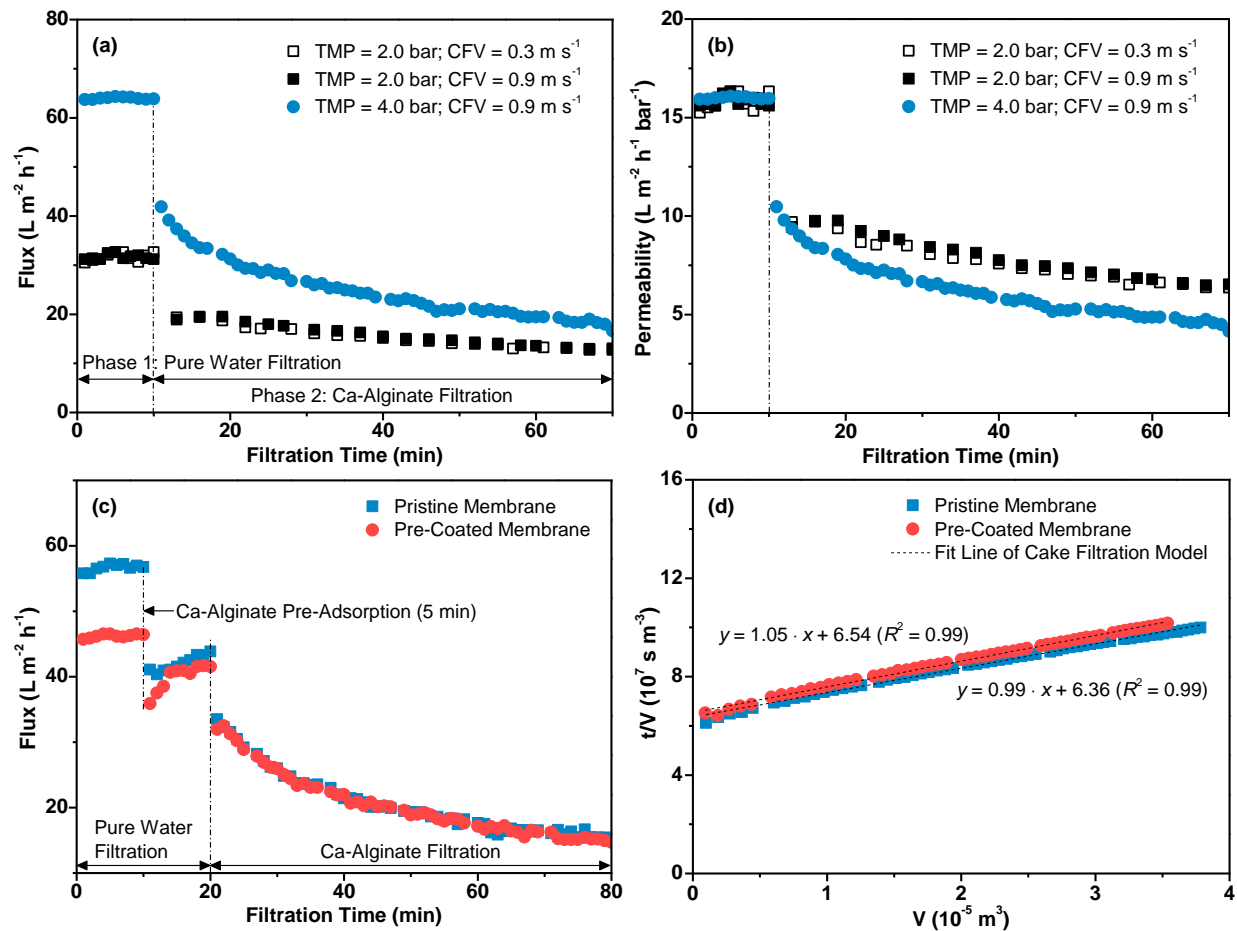 (a)
TMP = 2.0 bar; CFV = 0.3 m s⁻¹
TMP = 2.0 bar; CFV = 0.9 m s⁻¹
TMP = 4.0 bar; CFV = 0.9 m s⁻¹
80
60
40
20
0
Flux (L m⁻² h⁻¹)
Phase 1: Pure Water Filtration
Phase 2: Ca-Alginate Filtration
0 20 40 60
Filtration Time (min)
(b)
TMP = 2.0 bar; CFV = 0.3 m s⁻¹
TMP = 2.0 bar; CFV = 0.9 m s⁻¹
TMP = 4.0 bar; CFV = 0.9 m s⁻¹
20
15
10
5
0
Permeability (L m⁻² h⁻¹ bar⁻¹)
0 20 40 60
Filtration Time (min)
(c)
Pristine Membrane
Pre-Coated Membrane
60
40
20
Flux (L m⁻² h⁻¹)
Ca-Alginate Pre-Adsorption (5 min)
Pure Water
Filtration
Ca-Alginate Filtration
0 20 40 60 80
Filtration Time (min)
(d)
Pristine Membrane
Pre-Coated Membrane
Fit Line of Cake Filtration Model
16
12
8
4
0
t/V (10⁷ s m⁻³)
y = 1.05 · x + 6.54 (R² = 0.99)
y = 0.99 · x + 6.36 (R² = 0.99)
0 1 2 3 4
V (10⁻⁵ m³)